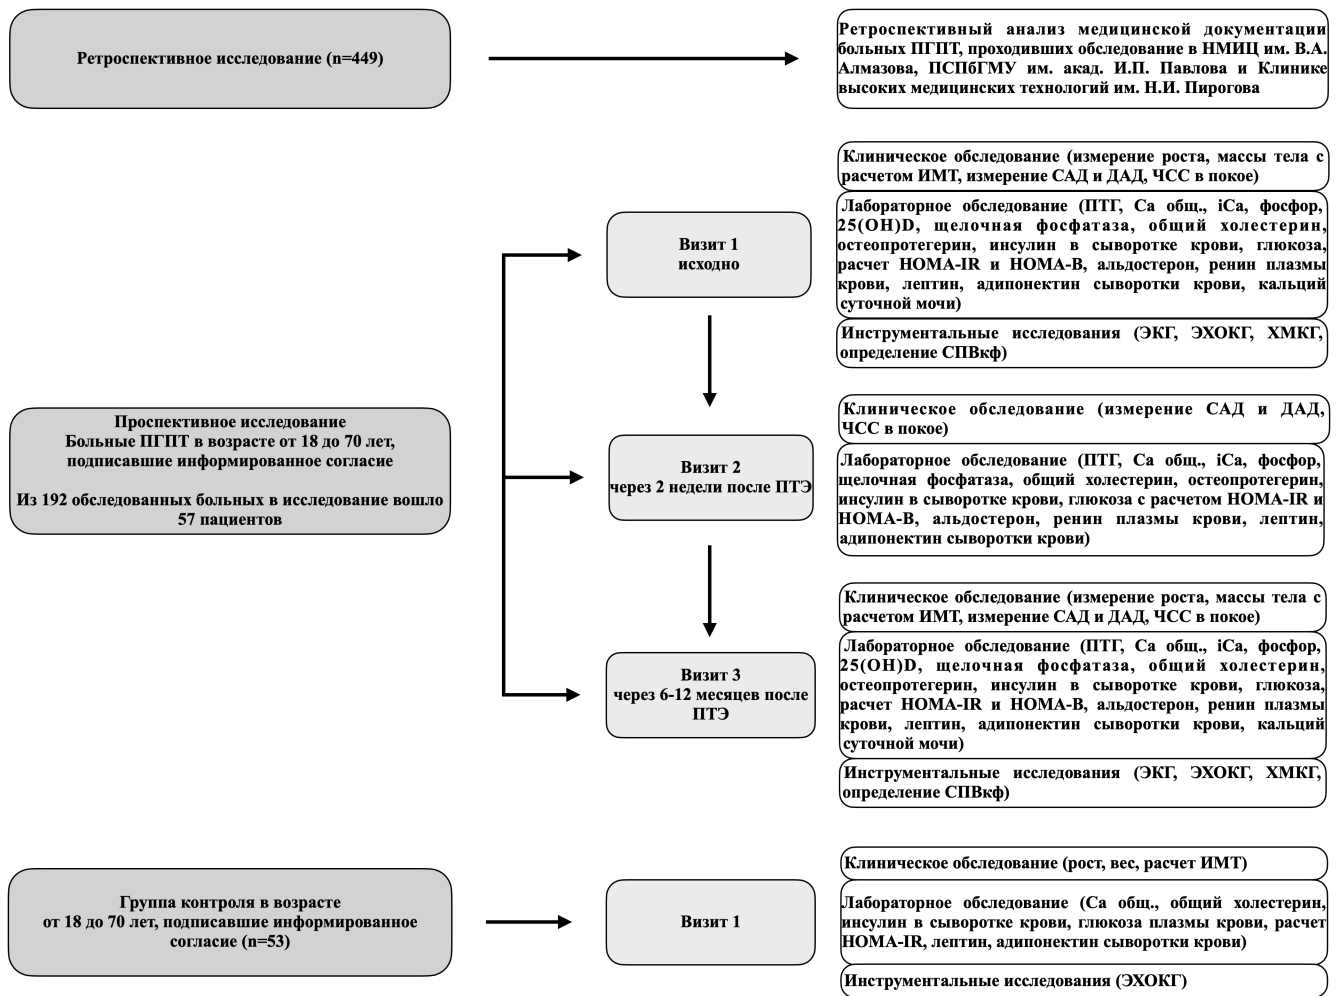 Ретроспективное исследование (n=449)
Ретроспективный анализ медицинской документации
больных ПГПТ, проходивших обследование в НМИЦ им. В.А.
Алмазова, ПСПбГМУ им. акад. И.П. Павлова и Клинике
высоких медицинских технологий им. Н.И. Пирогова
Проспективное исследование
Больные ПГПТ в возрасте от 18 до 70 лет,
подписавшие информированное согласие
Из 192 обследованных больных в исследование вошло
57 пациентов
Визит 1
исходно
Клиническое обследование (измерение роста, массы тела с
расчетом ИМТ, измерение САД и ДАД, ЧСС в покое)
Лабораторное обследование (ПТГ, Са общ., iCa, фосфор,
25(OH)D, щелочная фосфатаза, общий холестерин,
остеопротегерин, инсулин в сыворотке крови, глюкоза,
расчет HOMA-IR и HOMA-B, альдостерон, ренин плазмы
крови, лептин, адипонектин сыворотки крови, кальций
суточной мочи)
Инструментальные исследования (ЭКГ, ЭХОКГ, ХМКГ,
определение СПВкф)
Визит 2
через 2 недели после ПТЭ
Клиническое обследование (измерение САД и ДАД,
ЧСС в покое)
Лабораторное обследование (ПТГ, Са общ., iCa, фосфор,
щелочная фосфатаза, общий холестерин, остеопротегерин,
инсулин в сыворотке крови, глюкоза с расчетом HOMA-IR и
HOMA-B, альдостерон, ренин плазмы крови, лептин,
адипонектин сыворотки крови)
Визит 3
через 6-12 месяцев после
ПТЭ
Клиническое обследование (измерение роста, массы тела с
расчетом ИМТ, измерение САД и ДАД, ЧСС в покое)
Лабораторное обследование (ПТГ, Са общ., iCa, фосфор,
25(OH)D, щелочная фосфатаза, общий холестерин,
остеопротегерин, инсулин в сыворотке крови, глюкоза,
расчет HOMA-IR и HOMA-B, альдостерон, ренин плазмы
крови, лептин, адипонектин сыворотки крови, кальций
суточной мочи)
Инструментальные исследования (ЭКГ, ЭХОКГ, ХМКГ,
определение СПВкф)
Группа контроля в возрасте
от 18 до 70 лет, подписавшие информированное
согласие (n=53)
Визит 1
Клиническое обследование (рост, вес, расчет ИМТ)
Лабораторное обследование (Са общ., общий холестерин,
инсулин в сыворотке крови, глюкоза плазмы крови, расчет
HOMA-IR, лептин, адипонектин сыворотки крови)
Инструментальные исследования (ЭХОКГ)